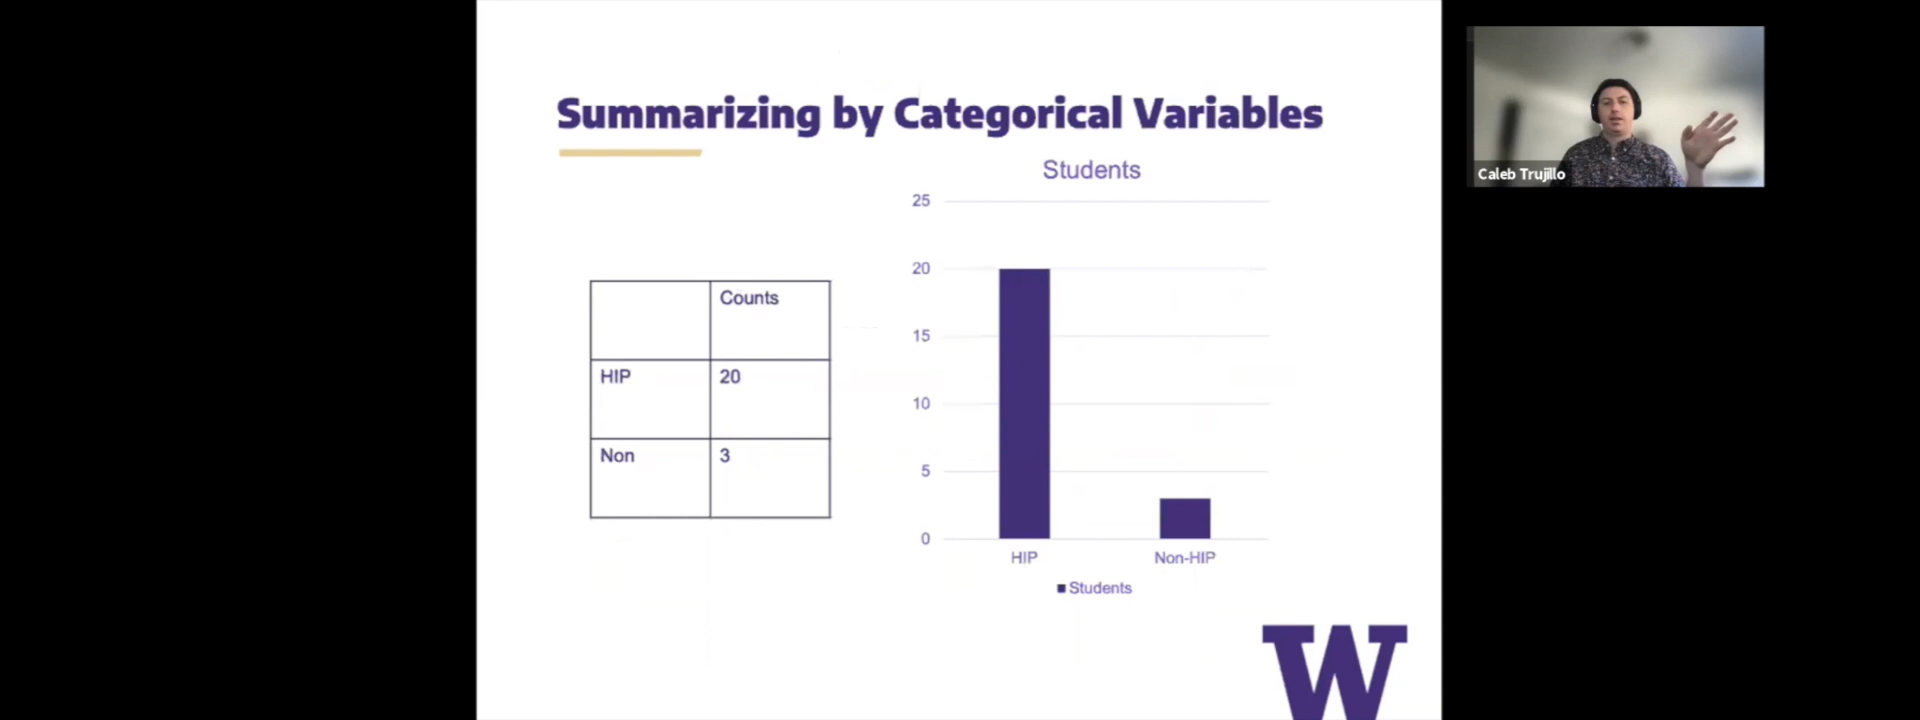 Summarizing by Categorical Variables
Counts
HIP 20
Non 3
Students
25
20
15
10
5
0
HIP Non-HIP
Students
W
Caleb Trujillo